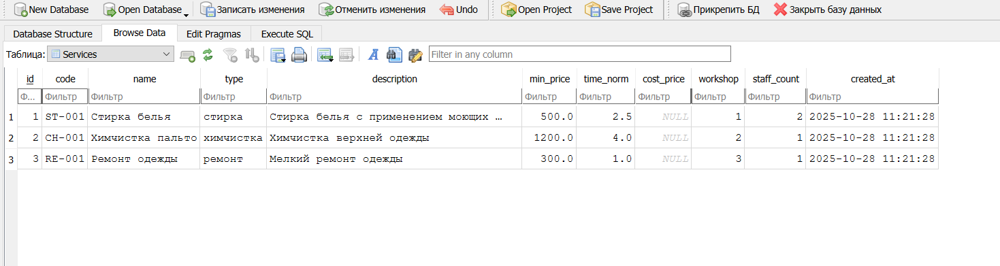 New Database Open Database Записать изменения Отменить изменения Undo Open Project Save Project Прикрепить БД Закрыть базу данных
Database Structure Browse Data Edit Pragmas Execute SQL
Таблица: Services Filter in any column
id code name type description min_price time_norm cost_price workshop staff_count created_at
Ф... Фильтр Фильтр Фильтр Фильтр Фильтр Фильтр Фильтр Фильтр Фильтр Фильтр
1 1 ST-001 Стирка белья стирка Стирка белья с применением моющих … 500.0 2.5 NULL 1 2 2025-10-28 11:21:28
2 2 CH-001 Химчистка пальто химчистка Химчистка верхней одежды 1200.0 4.0 NULL 2 1 2025-10-28 11:21:28
3 3 RE-001 Ремонт одежды ремонт Мелкий ремонт одежды 300.0 1.0 NULL 3 1 2025-10-28 11:21:28